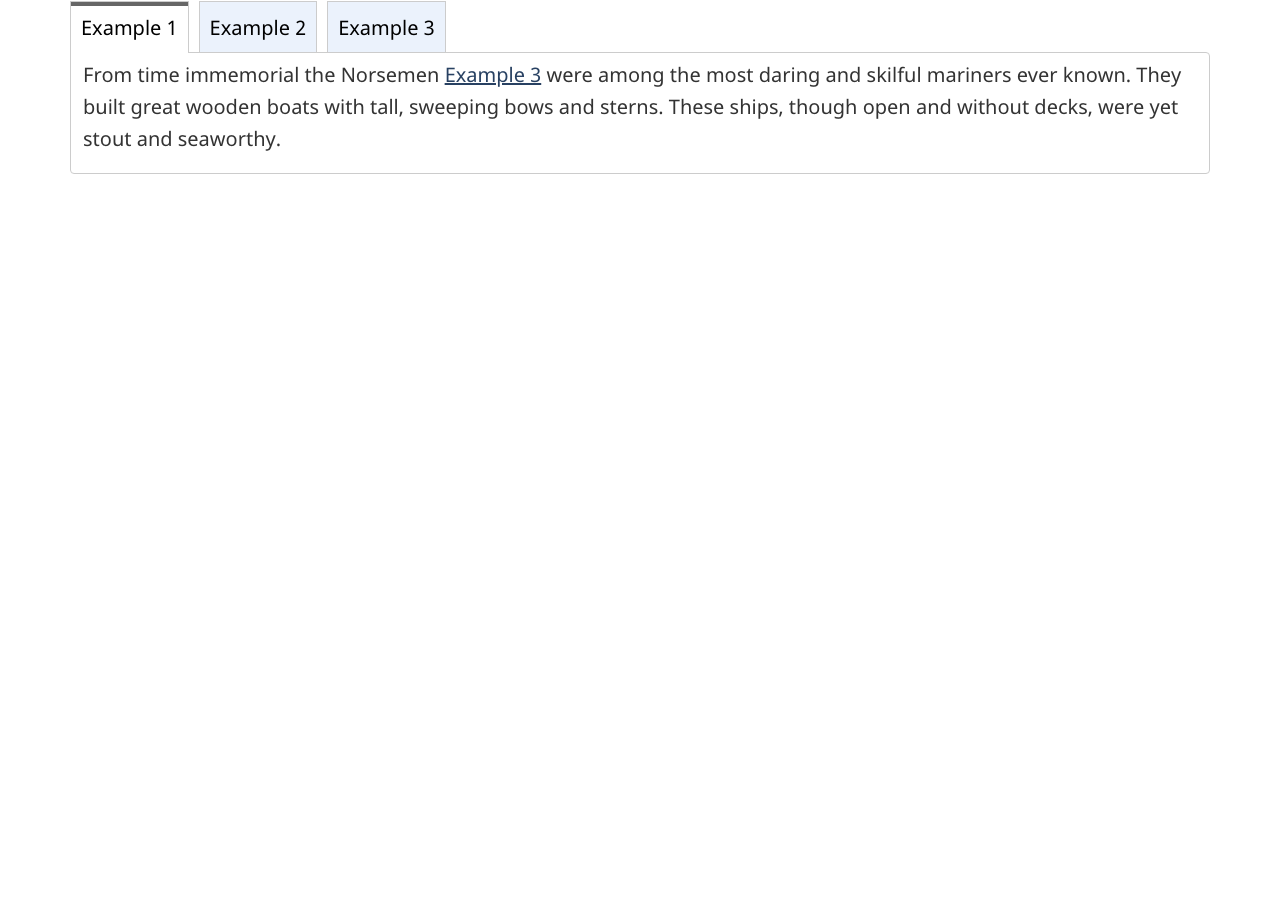 Example 1 Example 2 Example 3
From time immemorial the Norsemen Example 3 were among the most daring and skilful mariners ever known. They
built great wooden boats with tall, sweeping bows and sterns. These ships, though open and without decks, were yet
stout and seaworthy.